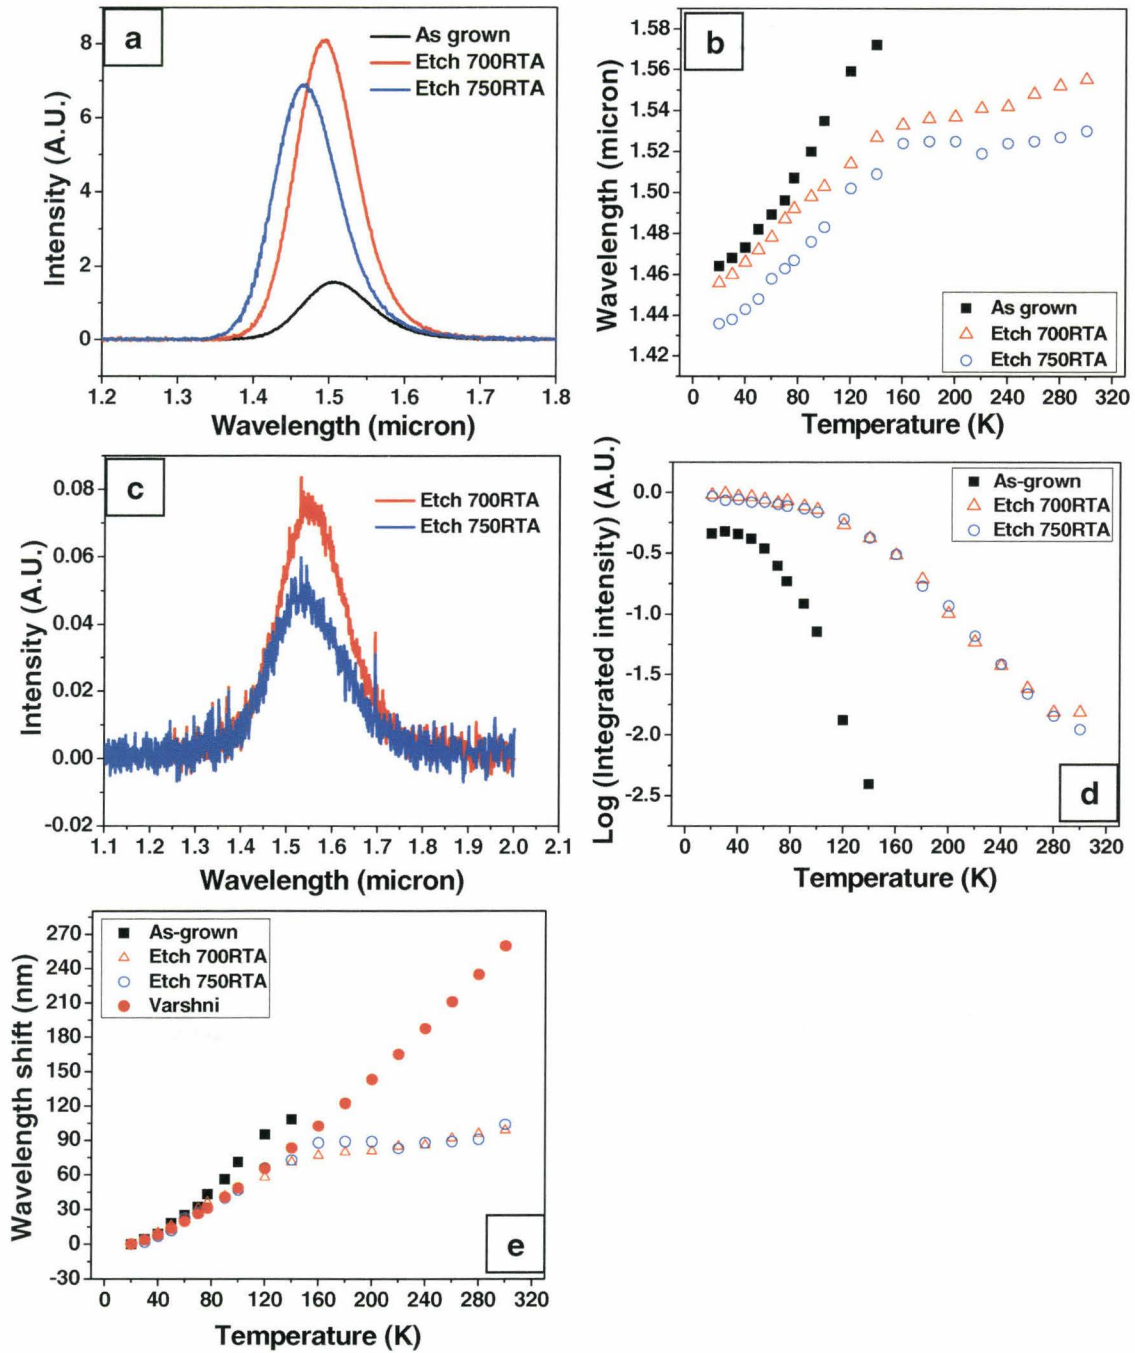 a
As grown
Etch 700RTA
Etch 750RTA
Intensity (A.U.)
8
6
4
2
0
1.2 1.3 1.4 1.5 1.6 1.7 1.8
Wavelength (micron)
b
Wavelength (micron)
1.58
1.56
1.54
1.52
1.50
1.48
1.46
1.44
1.42
As grown
Etch 700RTA
Etch 750RTA
0 40 80 120 160 200 240 280 320
Temperature (K)
c
Etch 700RTA
Etch 750RTA
Intensity (A.U.)
0.08
0.06
0.04
0.02
0.00
-0.02
1.1 1.2 1.3 1.4 1.5 1.6 1.7 1.8 1.9 2.0 2.1
Wavelength (micron)
Log (Integrated intensity) (A.U.)
0.0
-0.5
-1.0
-1.5
-2.0
-2.5
As-grown
Etch 700RTA
Etch 750RTA
d
0 40 80 120 160 200 240 280 320
Temperature (K)
As-grown
Etch 700RTA
Etch 750RTA
Varshni
Wavelength shift (nm)
270
240
210
180
150
120
90
60
30
0
-30
e
0 40 80 120 160 200 240 280 320
Temperature (K)